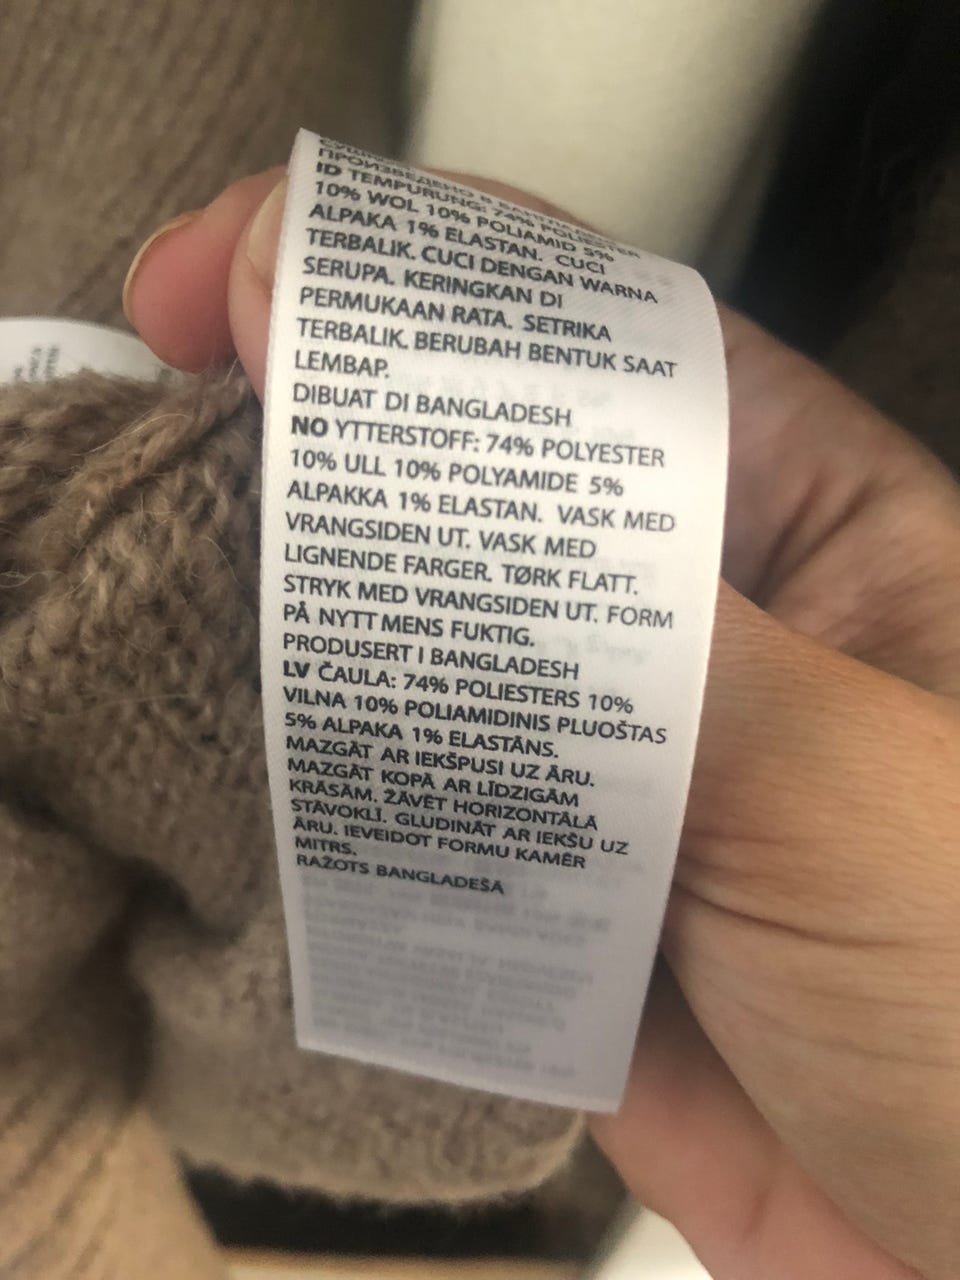 ПРОИЗВЕДЕНО В
ID TEMPURUNG: 74% POLIESTER
10% WOL 10% POLIAMID 5%
ALPAKA 1% ELASTAN. CUCI
TERBALIK. CUCI DENGAN WARNA
SERUPA. KERINGKAN DI
PERMUKAAN RATA. SETRIKA
TERBALIK. BERUBAH BENTUK SAAT
LEMBAP.
DIBUAT DI BANGLADESH
NO YTTERSTOFF: 74% POLYESTER
10% ULL 10% POLYAMIDE 5%
ALPAKKA 1% ELASTAN. VASK MED
VRANGSIDEN UT. VASK MED
LIGNENDE FARGER. TØRK FLATT.
STRYK MED VRANGSIDEN UT. FORM
PÅ NYTT MENS FUKTIG.
PRODUSERT I BANGLADESH
LV ČAULA: 74% POLIESTERS 10%
VILNA 10% POLIAMIDINIS PLUOŠTAS
5% ALPAKA 1% ELASTĀNS.
MAZGĀT AR IEKŠPUSI UZ ĀRU.
MAZGĀT KOPĀ AR LĪDZIGĀM
KRĀSĀM. ŽĀVĒT HORIZONTĀLĀ
STĀVOKLĪ. GLUDINĀT AR IEKŠU UZ
ĀRU. IEVEIDOT FORMU KAMĒR
MITRS.
RAŽOTS BANGLADEŠĀ